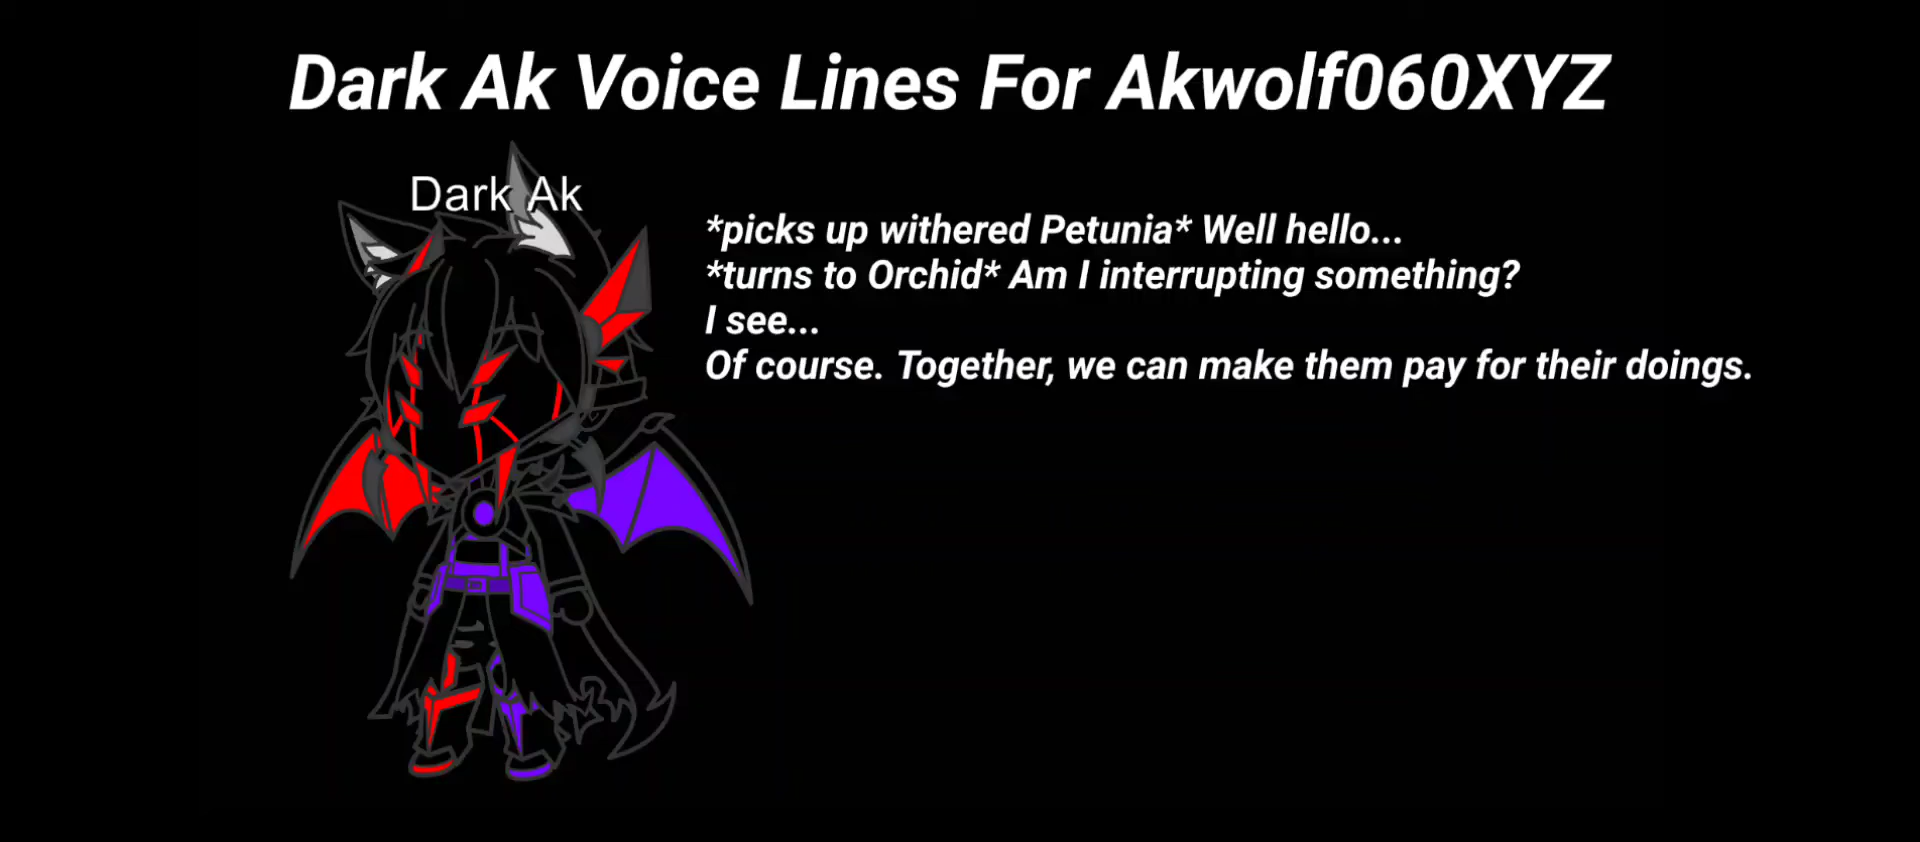 Dark Ak Voice Lines For Akwolf060XYZ
Dark Ak
*picks up withered Petunia* Well hello...
*turns to Orchid* Am I interrupting something?
I see...
Of course. Together, we can make them pay for their doings.